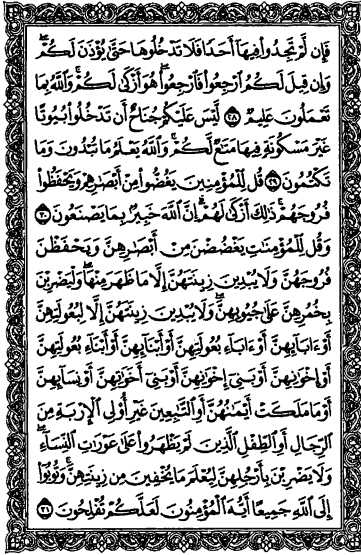 فَإِن لَّمْ تَجِدُوا۟ فِيهَآ أَحَدًا فَلَا تَدْخُلُوهَا حَتَّىٰ يُؤْذَنَ لَكُمْ ۖ
وَإِن قِيلَ لَكُمُ ٱرْجِعُوا۟ فَٱرْجِعُوا۟ ۖ هُوَ أَزْكَىٰ لَكُمْ ۚ وَٱللَّهُ بِمَا
تَعْمَلُونَ عَلِيمٌ ٢٨ لَّيْسَ عَلَيْكُمْ جُنَاحٌ أَن تَدْخُلُوا۟ بُيُوتًا
غَيْرَ مَسْكُونَةٍ فِيهَا مَتَٰعٌ لَّكُمْ ۚ وَٱللَّهُ يَعْلَمُ مَا تُبْدُونَ وَمَا
تَكْتُمُونَ ٢٩ قُل لِّلْمُؤْمِنِينَ يَغُضُّوا۟ مِنْ أَبْصَٰرِهِمْ وَيَحْفَظُوا۟
فُرُوجَهُمْ ۚ ذَٰلِكَ أَزْكَىٰ لَهُمْ ۗ إِنَّ ٱللَّهَ خَبِيرٌۢ بِمَا يَصْنَعُونَ ٣٠
وَقُل لِّلْمُؤْمِنَٰتِ يَغْضُضْنَ مِنْ أَبْصَٰرِهِنَّ وَيَحْفَظْنَ
فُرُوجَهُنَّ وَلَا يُبْدِينَ زِينَتَهُنَّ إِلَّا مَا ظَهَرَ مِنْهَا ۖ وَلْيَضْرِبْنَ
بِخُمُرِهِنَّ عَلَىٰ جُيُوبِهِنَّ ۖ وَلَا يُبْدِينَ زِينَتَهُنَّ إِلَّا لِبُعُولَتِهِنَّ
أَوْ ءَابَآئِهِنَّ أَوْ ءَابَآءِ بُعُولَتِهِنَّ أَوْ أَبْنَآئِهِنَّ أَوْ أَبْنَآءِ بُعُولَتِهِنَّ
أَوْ إِخْوَٰنِهِنَّ أَوْ بَنِىٓ إِخْوَٰنِهِنَّ أَوْ بَنِىٓ أَخَوَٰتِهِنَّ أَوْ نِسَآئِهِنَّ
أَوْ مَا مَلَكَتْ أَيْمَٰنُهُنَّ أَوِ ٱلتَّٰبِعِينَ غَيْرِ أُو۟لِى ٱلْإِرْبَةِ مِنَ
ٱلرِّجَالِ أَوِ ٱلطِّفْلِ ٱلَّذِينَ لَمْ يَظْهَرُوا۟ عَلَىٰ عَوْرَٰتِ ٱلنِّسَآءِ ۖ
وَلَا يَضْرِبْنَ بِأَرْجُلِهِنَّ لِيُعْلَمَ مَا يُخْفِينَ مِن زِينَتِهِنَّ ۚ وَتُوبُوٓا۟
إِلَى ٱللَّهِ جَمِيعًا أَيُّهَ ٱلْمُؤْمِنُونَ لَعَلَّكُمْ تُفْلِحُونَ ٣١